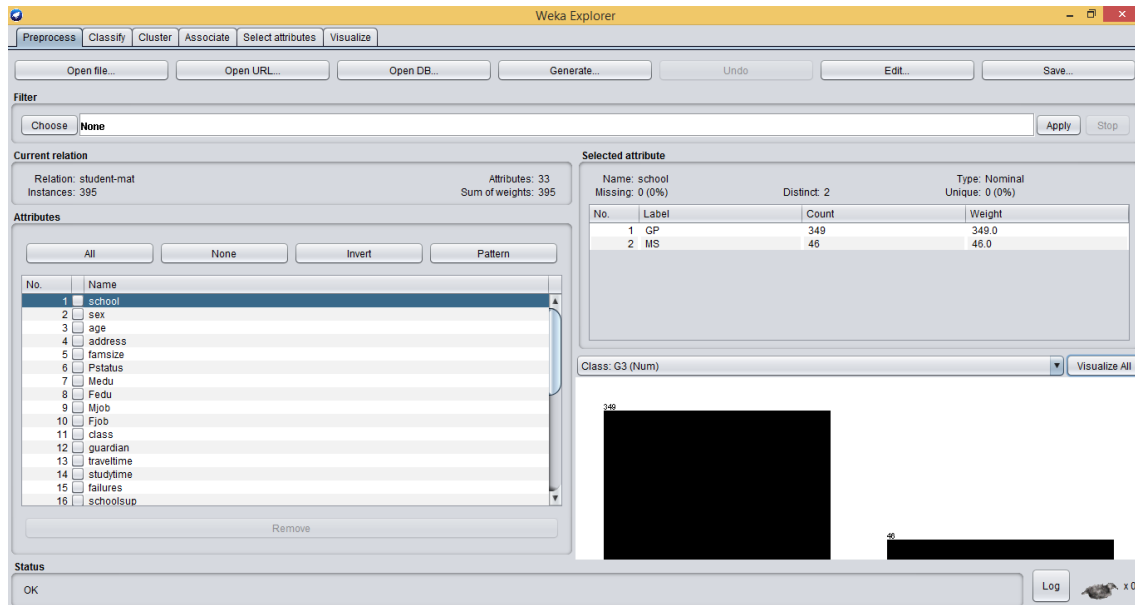 Weka Explorer
Preprocess Classify Cluster Associate Select attributes Visualize
Open file... Open URL... Open DB... Generate... Undo Edit... Save...
Filter
Choose None Apply Stop
Current relation
Relation: student-mat Attributes: 33
Instances: 395 Sum of weights: 395
Attributes
All None Invert Pattern
No. Name
1 school
2 sex
3 age
4 address
5 famsize
6 Pstatus
7 Medu
8 Fedu
9 Mjob
10 Fjob
11 class
12 guardian
13 traveltime
14 studytime
15 failures
16 schoolsup
Remove
Selected attribute
Name: school Type: Nominal
Missing: 0 (0%) Distinct: 2 Unique: 0 (0%)
No. Label Count Weight
1 GP 349 349.0
2 MS 46 46.0
Class: G3 (Num) Visualize All
349
46
Status
OK Log x 0